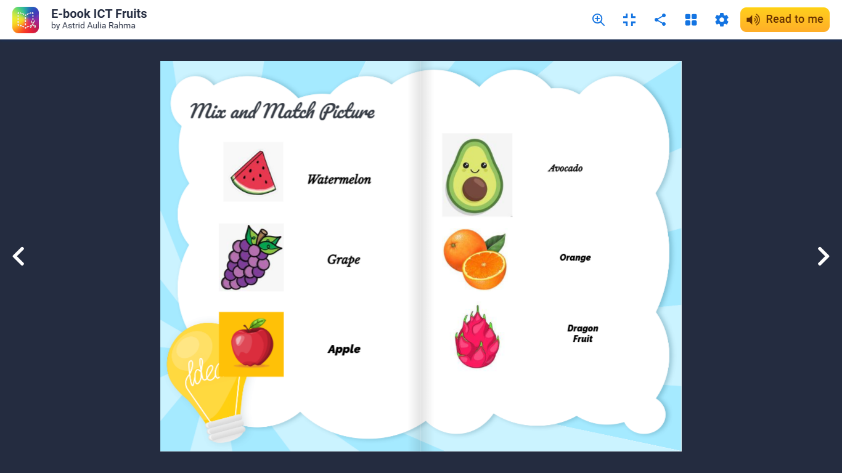 E-book ICT Fruits
by Astrid Aulia Rahma
Read to me
Mix and Match Picture
Watermelon
Grape
Apple
Idea
Avocado
Orange
Dragon
Fruit